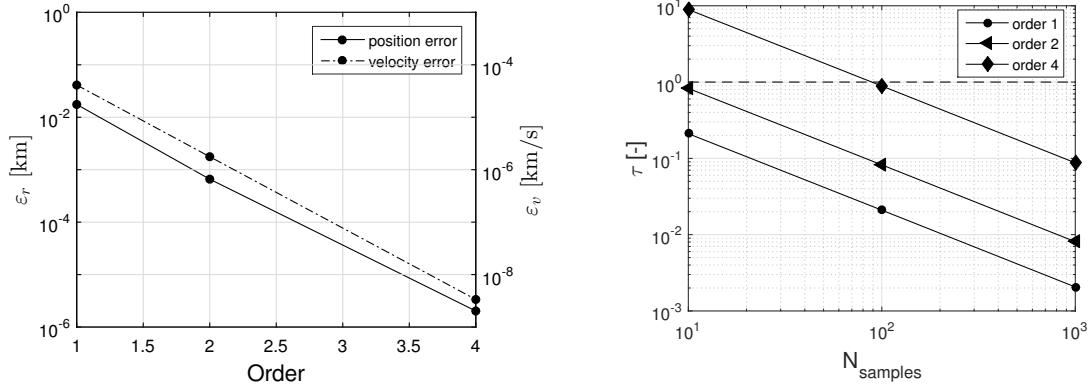 10^0
10^-2
10^-4
10^-6
ε_r [km]
1
1.5
2
2.5
3
3.5
4
Order
10^-4
10^-6
10^-8
ε_v [km/s]
position error
velocity error
10^1
10^0
10^-1
10^-2
10^-3
τ [-]
10^1
10^2
10^3
N_samples
order 1
order 2
order 4